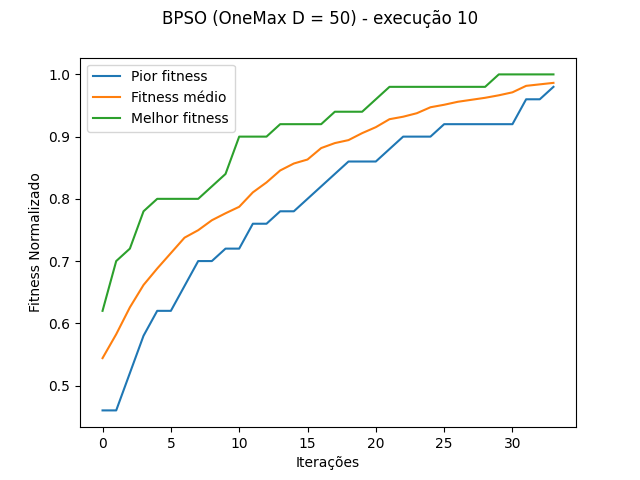 BPSO (OneMax D = 50) - execução 10
Pior fitness
Fitness médio
Melhor fitness
Fitness Normalizado
1.0
0.9
0.8
0.7
0.6
0.5
0 5 10 15 20 25 30
Iterações